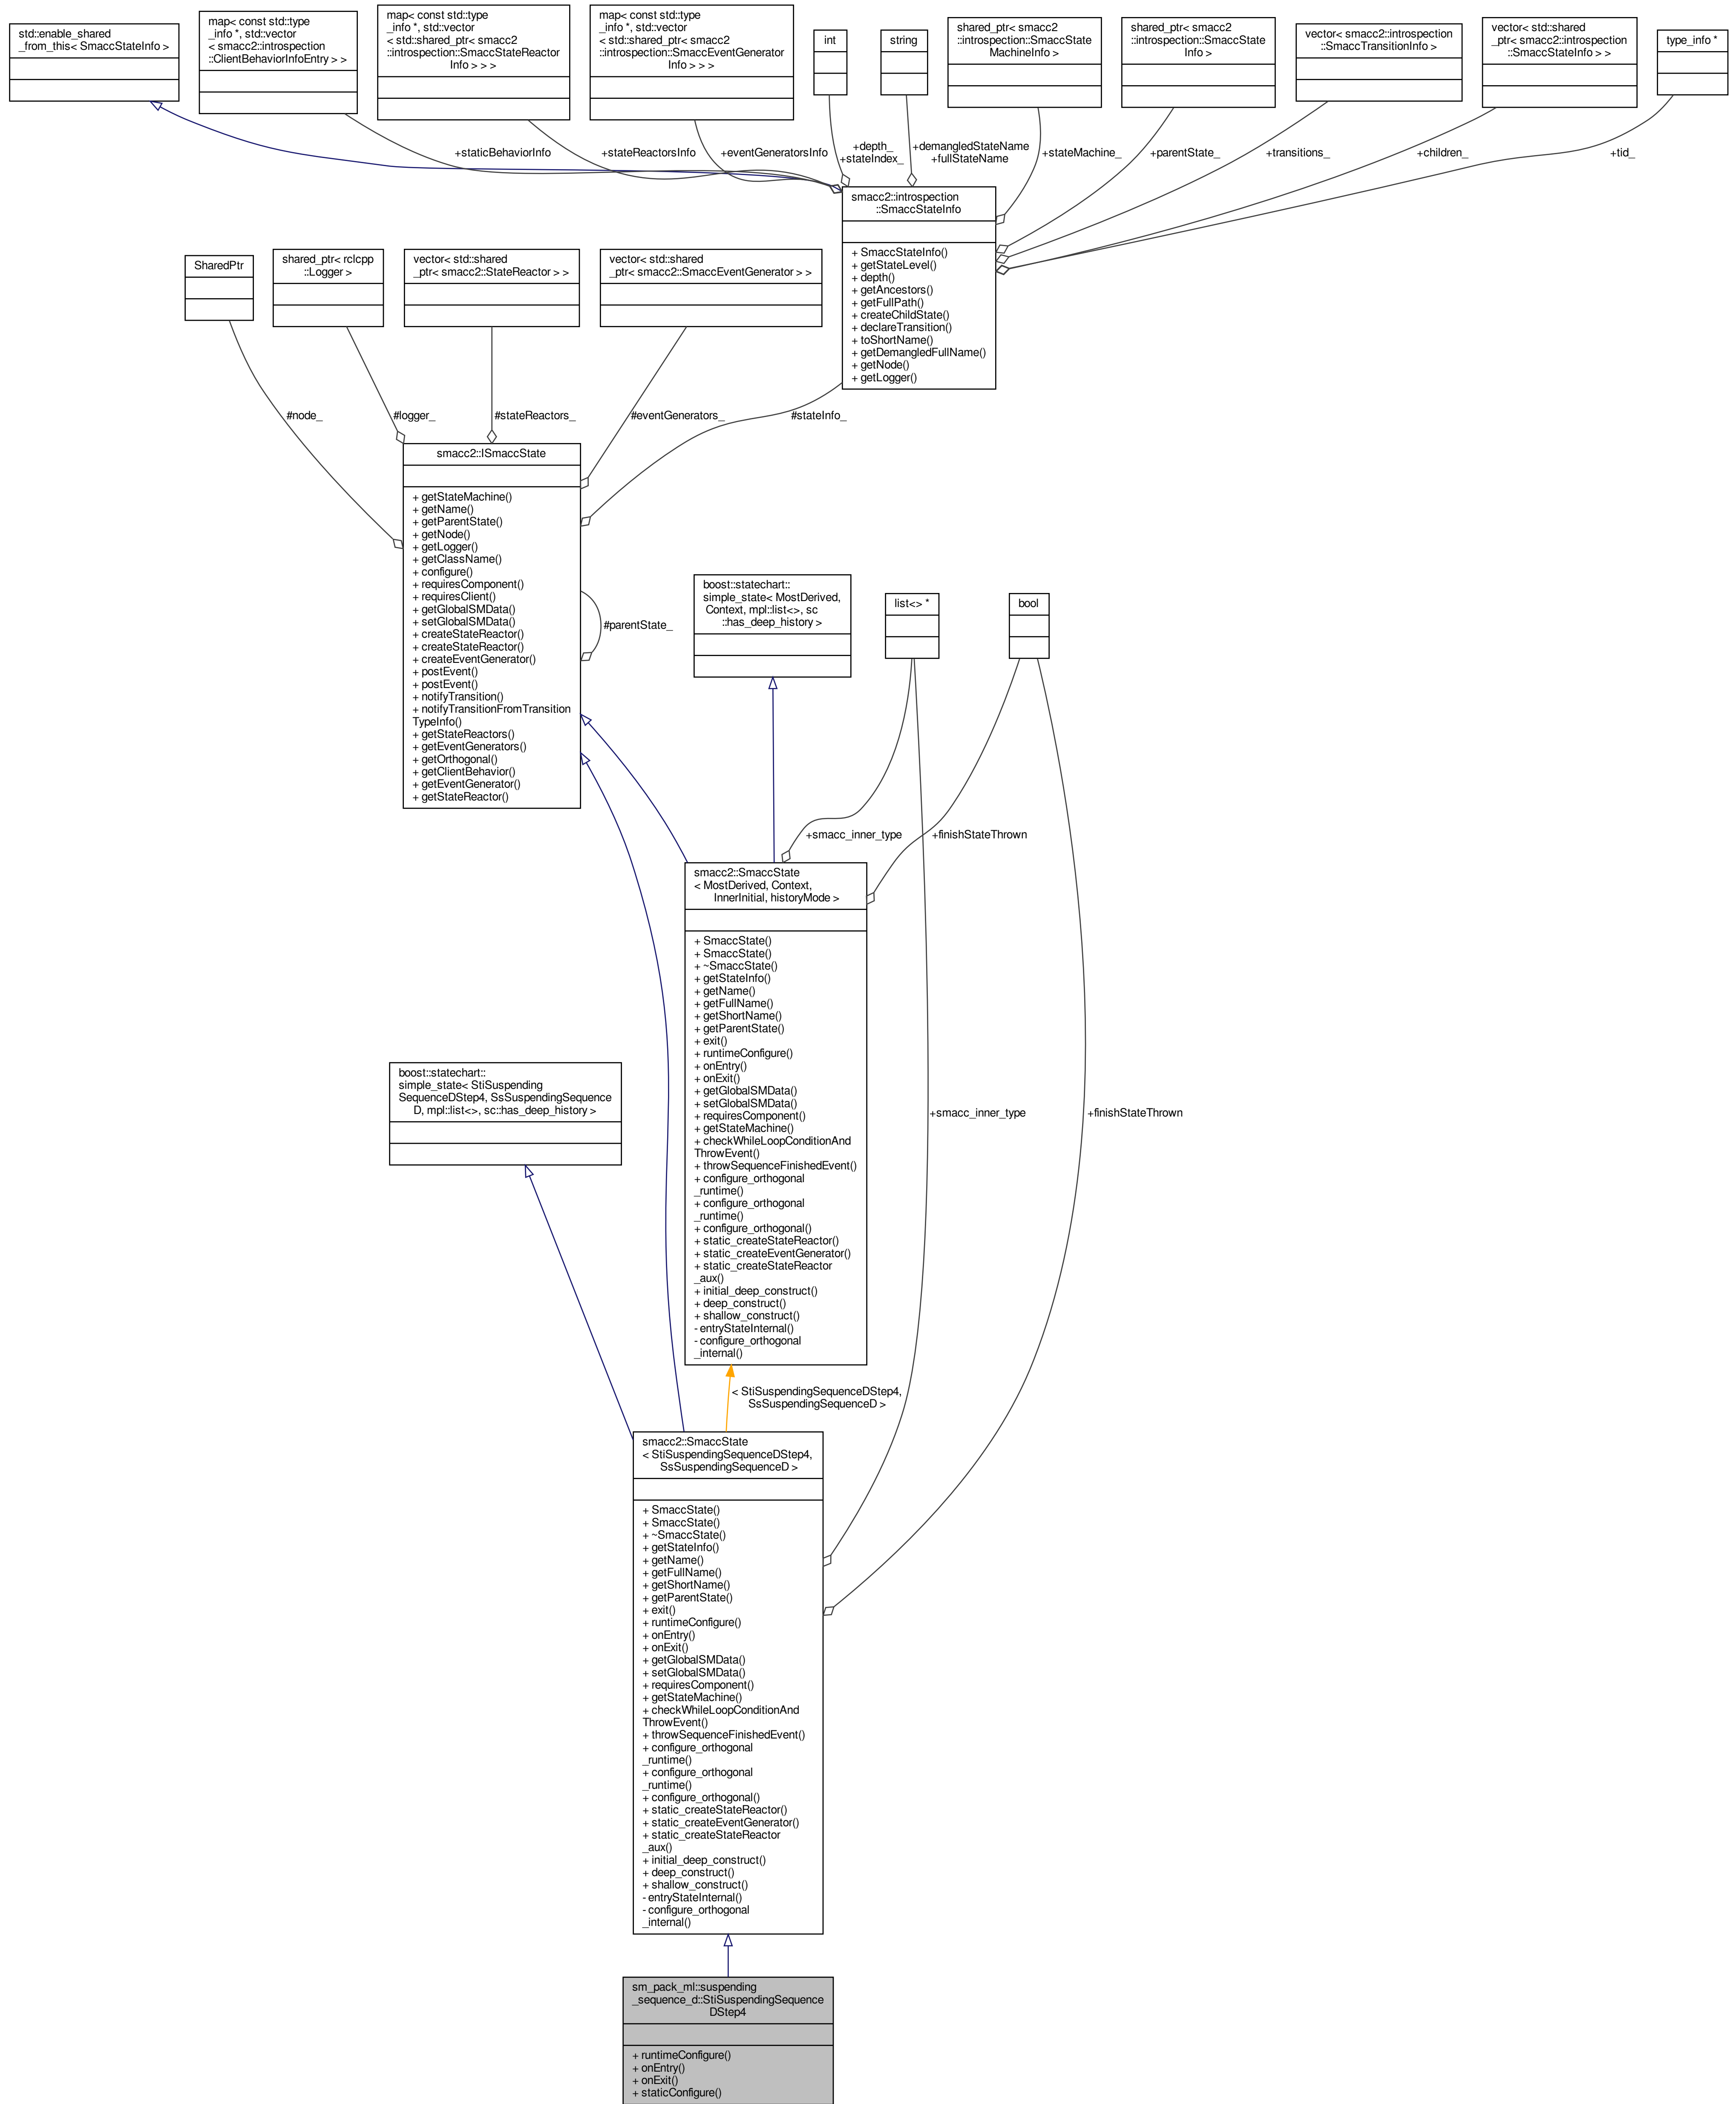 std::enable_shared
_from_this< SmaccStateInfo >
map< const std::type
_info *, std::vector
< smacc2::introspection
::ClientBehaviorInfoEntry > >
map< const std::type
_info *, std::vector
< std::shared_ptr< smacc2
::introspection::StateReactor
Info > > >
map< const std::type
_info *, std::vector
< std::shared_ptr< smacc2
::introspection::SmaccEventGenerator
Info > > >
int
string
shared_ptr< smacc2
::introspection::SmaccState
MachineInfo >
shared_ptr< smacc2
::introspection::SmaccState
Info >
vector< smacc2::introspection
::SmaccTransitionInfo >
vector< std::shared
_ptr< smacc2::introspection
::SmaccStateInfo > >
type_info *
+staticBehaviorInfo
+stateReactorsInfo
+eventGeneratorsInfo
+depth_
+stateIndex_
+demangledStateName
+fullStateName
+stateMachine_
+parentState_
+transitions_
+children_
+tid_
smacc2::introspection
::SmaccStateInfo
+ SmaccStateInfo()
+ getStateLevel()
+ depth()
+ getAncestors()
+ getFullPath()
+ createChildState()
+ declareTransition()
+ toShortName()
+ getDemangledFullName()
+ getNode()
+ getLogger()
SharedPtr
shared_ptr< rclcpp
::Logger >
vector< std::shared
_ptr< smacc2::StateReactor > >
vector< std::shared
_ptr< smacc2::SmaccEventGenerator > >
#node_
#logger_
#stateReactors_
#eventGenerators_
#stateInfo_
smacc2::ISmaccState
+ getStateMachine()
+ getName()
+ getParentState()
+ getNode()
+ getLogger()
+ getClassName()
+ configure()
+ requiresComponent()
+ requiresClient()
+ getGlobalSMData()
+ setGlobalSMData()
+ createStateReactor()
+ createStateReactor()
+ createEventGenerator()
+ postEvent()
+ postEvent()
+ notifyTransition()
+ notifyTransitionFromTransition
TypeInfo()
+ getStateReactors()
+ getEventGenerators()
+ getOrthogonal()
+ getClientBehavior()
+ getEventGenerator()
+ getStateReactor()
#parentState_
boost::statechart::
simple_state< MostDerived,
Context, mpl::list<>, sc
::has_deep_history >
list<> *
bool
+smacc_inner_type
+finishStateThrown
smacc2::SmaccState
< MostDerived, Context,
InnerInitial, historyMode >
+ SmaccState()
+ SmaccState()
+ ~SmaccState()
+ getStateInfo()
+ getName()
+ getFullName()
+ getShortName()
+ getParentState()
+ exit()
+ runtimeConfigure()
+ onEntry()
+ onExit()
+ getGlobalSMData()
+ setGlobalSMData()
+ requiresComponent()
+ getStateMachine()
+ checkWhileLoopConditionAnd
ThrowEvent()
+ throwSequenceFinishedEvent()
+ configure_orthogonal
_runtime()
+ configure_orthogonal
_runtime()
+ configure_orthogonal()
+ static_createStateReactor()
+ static_createEventGenerator()
+ static_createStateReactor
_aux()
+ initial_deep_construct()
+ deep_construct()
+ shallow_construct()
- entryStateInternal()
- configure_orthogonal
_internal()
boost::statechart::
simple_state< StiSuspending
SequenceDStep4, SsSuspendingSequence
D, mpl::list<>, sc::has_deep_history >
+smacc_inner_type
+finishStateThrown
< StiSuspendingSequenceDStep4,
SsSuspendingSequenceD >
smacc2::SmaccState
< StiSuspendingSequenceDStep4,
SsSuspendingSequenceD >
+ SmaccState()
+ SmaccState()
+ ~SmaccState()
+ getStateInfo()
+ getName()
+ getFullName()
+ getShortName()
+ getParentState()
+ exit()
+ runtimeConfigure()
+ onEntry()
+ onExit()
+ getGlobalSMData()
+ setGlobalSMData()
+ requiresComponent()
+ getStateMachine()
+ checkWhileLoopConditionAnd
ThrowEvent()
+ throwSequenceFinishedEvent()
+ configure_orthogonal
_runtime()
+ configure_orthogonal
_runtime()
+ configure_orthogonal()
+ static_createStateReactor()
+ static_createEventGenerator()
+ static_createStateReactor
_aux()
+ initial_deep_construct()
+ deep_construct()
+ shallow_construct()
- entryStateInternal()
- configure_orthogonal
_internal()
sm_pack_ml::suspending
_sequence_d::StiSuspendingSequence
DStep4
+ runtimeConfigure()
+ onEntry()
+ onExit()
+ staticConfigure()